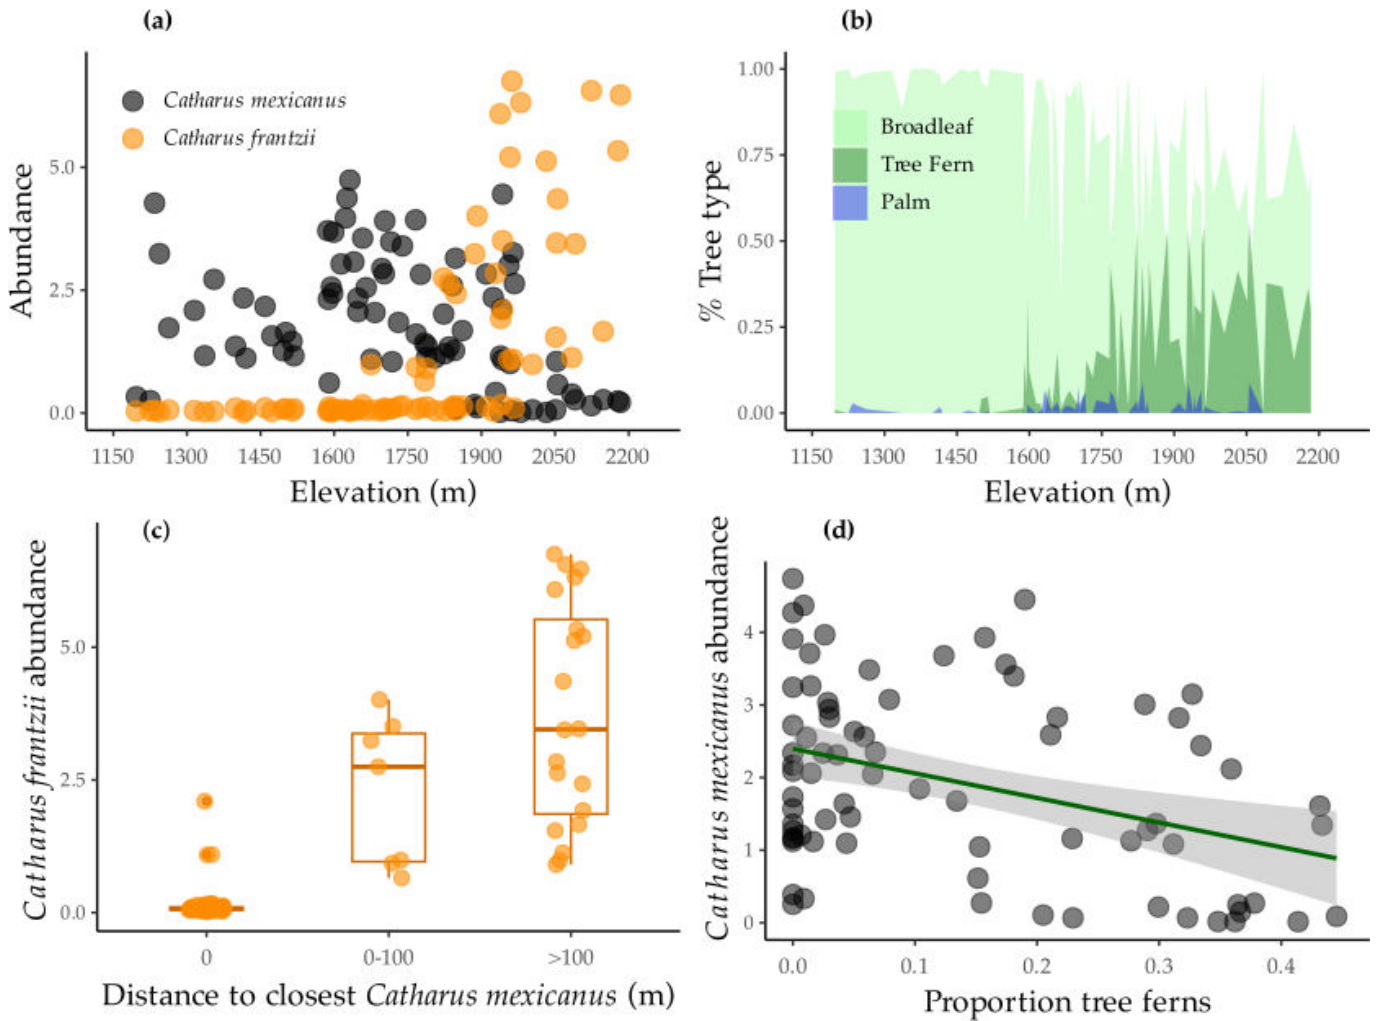 (a)
Abundance
5.0
2.5
0.0
Catharus mexicanus
Catharus frantzii
1150 1300 1450 1600 1750 1900 2050 2200
Elevation (m)
(b)
% Tree type
1.00
0.75
0.50
0.25
0.00
Broadleaf
Tree Fern
Palm
1150 1300 1450 1600 1750 1900 2050 2200
Elevation (m)
(c)
Catharus frantzii abundance
5.0
2.5
0.0
0 0-100 >100
Distance to closest Catharus mexicanus (m)
(d)
Catharus mexicanus abundance
4
3
2
1
0
0.0 0.1 0.2 0.3 0.4
Proportion tree ferns